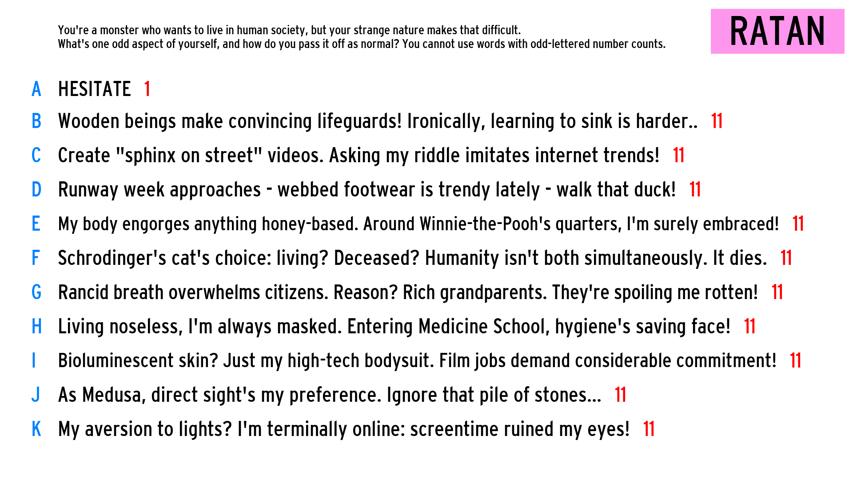 You're a monster who wants to live in human society, but your strange nature makes that difficult.
What's one odd aspect of yourself, and how do you pass it off as normal? You cannot use words with odd-lettered number counts.
RATAN
A HESITATE 1
B Wooden beings make convincing lifeguards! Ironically, learning to sink is harder.. 11
C Create "sphinx on street" videos. Asking my riddle imitates internet trends! 11
D Runway week approaches - webbed footwear is trendy lately - walk that duck! 11
E My body engorges anything honey-based. Around Winnie-the-Pooh's quarters, I'm surely embraced! 11
F Schrodinger's cat's choice: living? Deceased? Humanity isn't both simultaneously. It dies. 11
G Rancid breath overwhelms citizens. Reason? Rich grandparents. They're spoiling me rotten! 11
H Living noseless, I'm always masked. Entering Medicine School, hygiene's saving face! 11
I Bioluminescent skin? Just my high-tech bodysuit. Film jobs demand considerable commitment! 11
J As Medusa, direct sight's my preference. Ignore that pile of stones... 11
K My aversion to lights? I'm terminally online: screentime ruined my eyes! 11